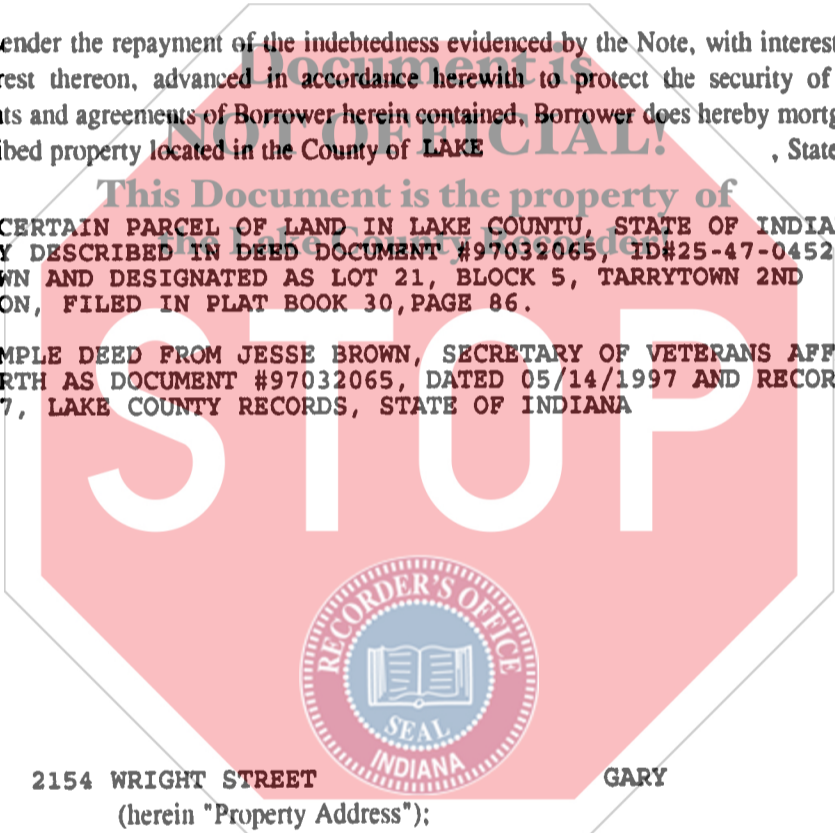 ender the repayment of the indebtedness evidenced by the Note, with interest
Document is
rest thereon, advanced in accordance herewith to protect the security of
ts and agreements of Borrower herein contained, Borrower does hereby mortg
NOT OFFICIAL!
ibed property located in the County of LAKE , State
This Document is the property of
CERTAIN PARCEL OF LAND IN LAKE COUNTU, STATE OF INDIA
the Lake County Recorder!
Y DESCRIBED IN DEED DOCUMENT #97032065, ID#25-47-0452
WN AND DESIGNATED AS LOT 21, BLOCK 5, TARRYTOWN 2ND
ON, FILED IN PLAT BOOK 30,PAGE 86.
MPLE DEED FROM JESSE BROWN, SECRETARY OF VETERANS AFF
RTH AS DOCUMENT #97032065, DATED 05/14/1997 AND RECOR
7, LAKE COUNTY RECORDS, STATE OF INDIANA
STOP
RECORDER'S OFFICE
SEAL
INDIANA
2154 WRIGHT STREET GARY
(herein "Property Address");